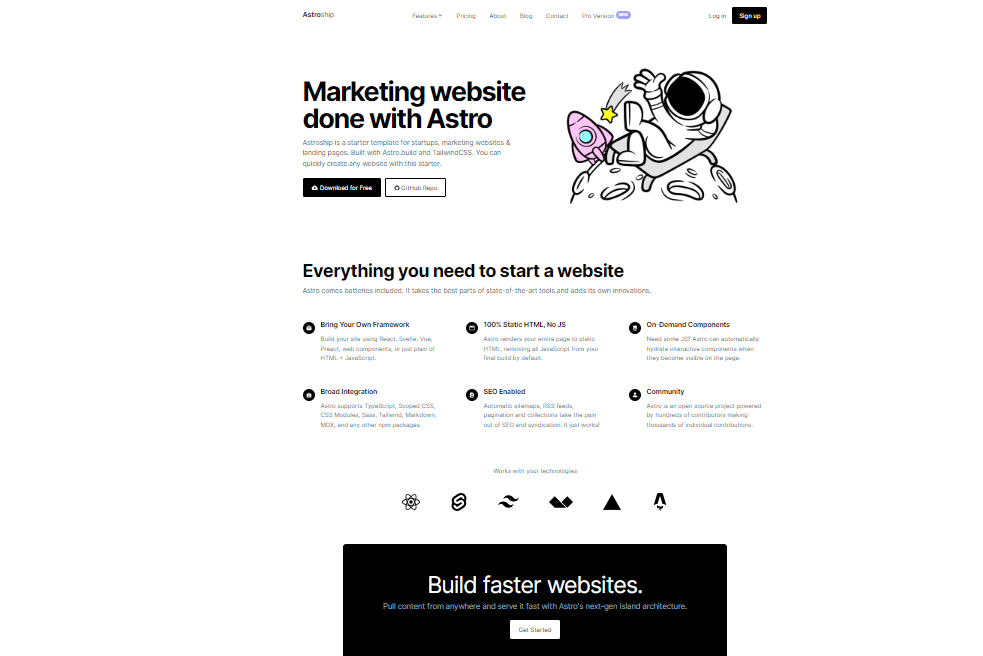 Astroship
Features Pricing About Blog Contact Pro Version NEW
Log in Sign up
Marketing website
done with Astro
Astroship is a starter template for startups, marketing websites &
landing pages. Built with Astro.build and TailwindCSS. You can
quickly create any website with this starter.
Download for Free GitHub Repo
Everything you need to start a website
Astro comes batteries included. It takes the best parts of state-of-the-art tools and adds its own innovations.
Bring Your Own Framework
Build your site using React, Svelte, Vue,
Preact, web components, or just plain ol'
HTML + JavaScript.
100% Static HTML, No JS
Astro renders your entire page to static
HTML, removing all JavaScript from your
final build by default.
On-Demand Components
Need some JS? Astro can automatically
hydrate interactive components when
they become visible on the page.
Broad Integration
Astro supports TypeScript, Scoped CSS,
CSS Modules, Sass, Tailwind, Markdown,
MDX, and any other npm packages.
SEO Enabled
Automatic sitemaps, RSS feeds,
pagination and collections take the pain
out of SEO and syndication. It just works!
Community
Astro is an open source project powered
by hundreds of contributors making
thousands of individual contributions.
Works with your technologies
Build faster websites.
Pull content from anywhere and serve it fast with Astro's next-gen island architecture.
Get Started